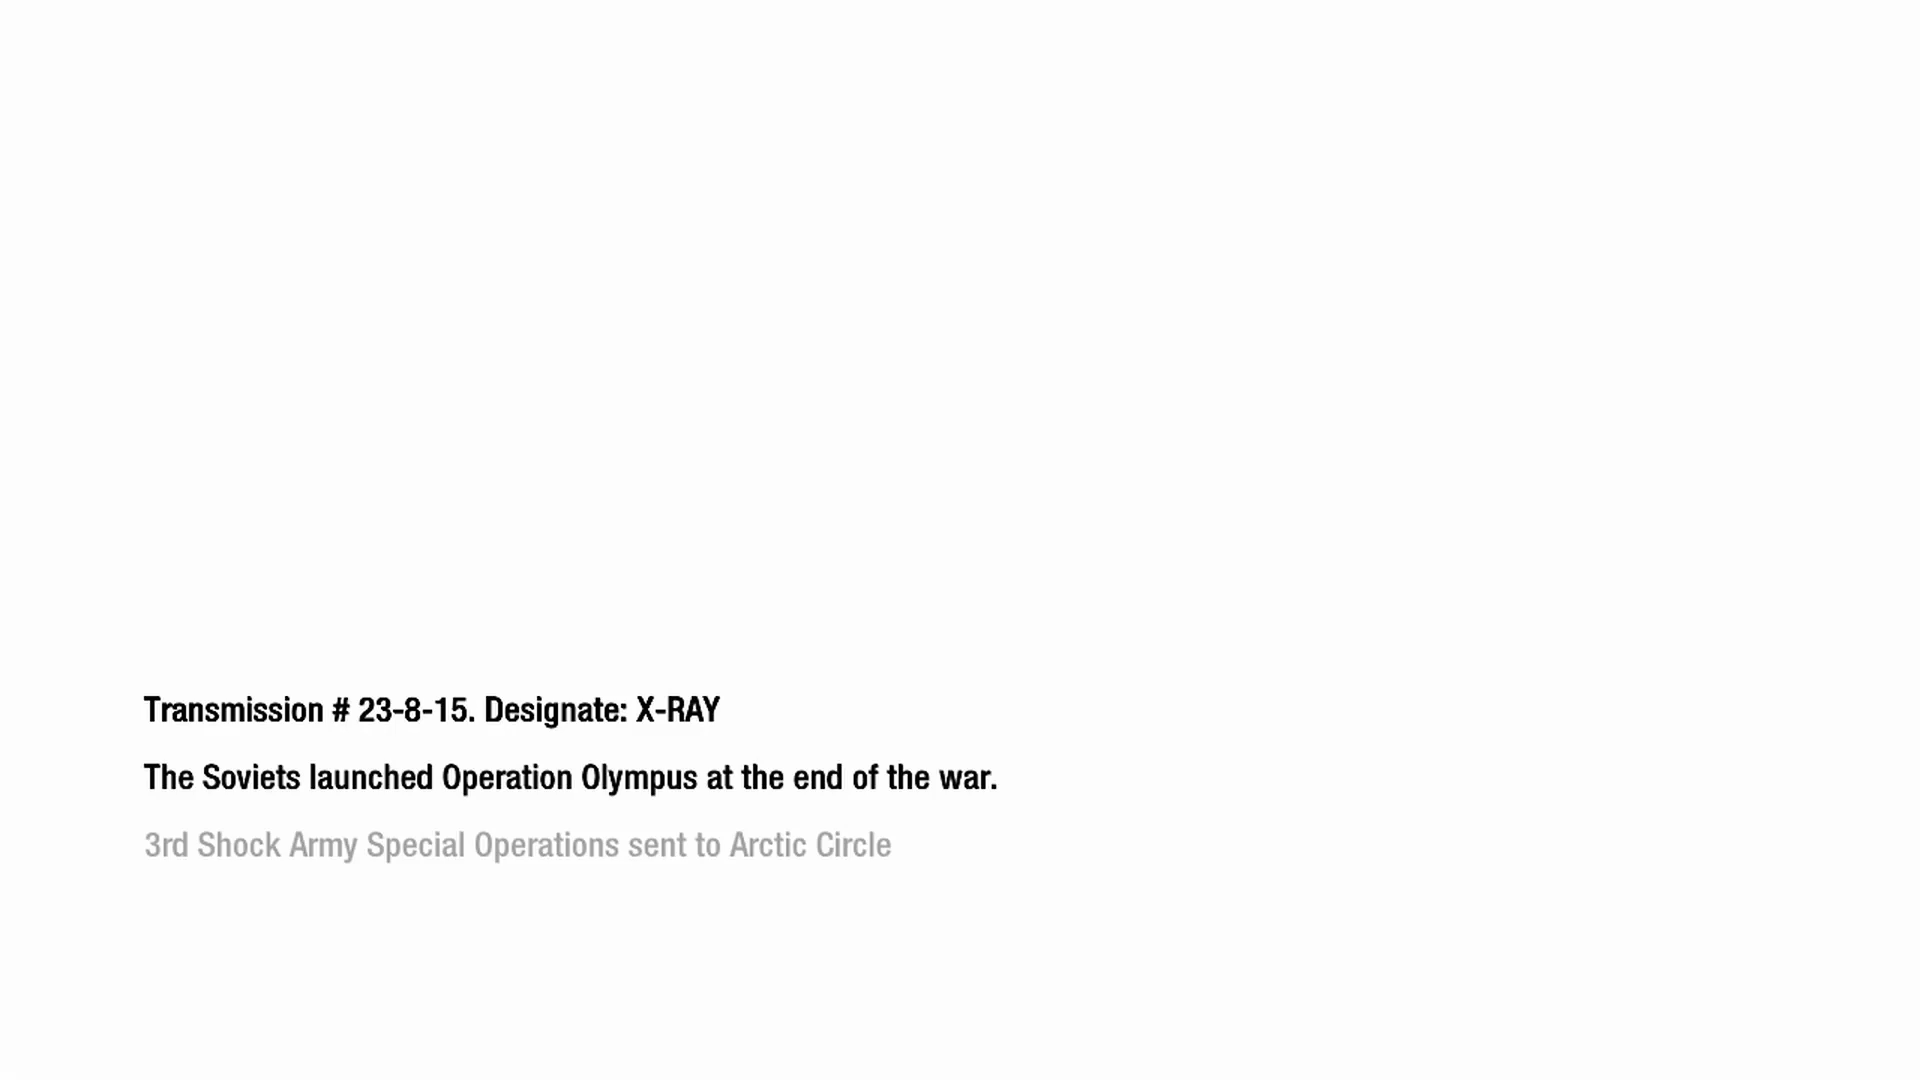 Transmission # 23-8-15. Designate: X-RAY
The Soviets launched Operation Olympus at the end of the war.
3rd Shock Army Special Operations sent to Arctic Circle